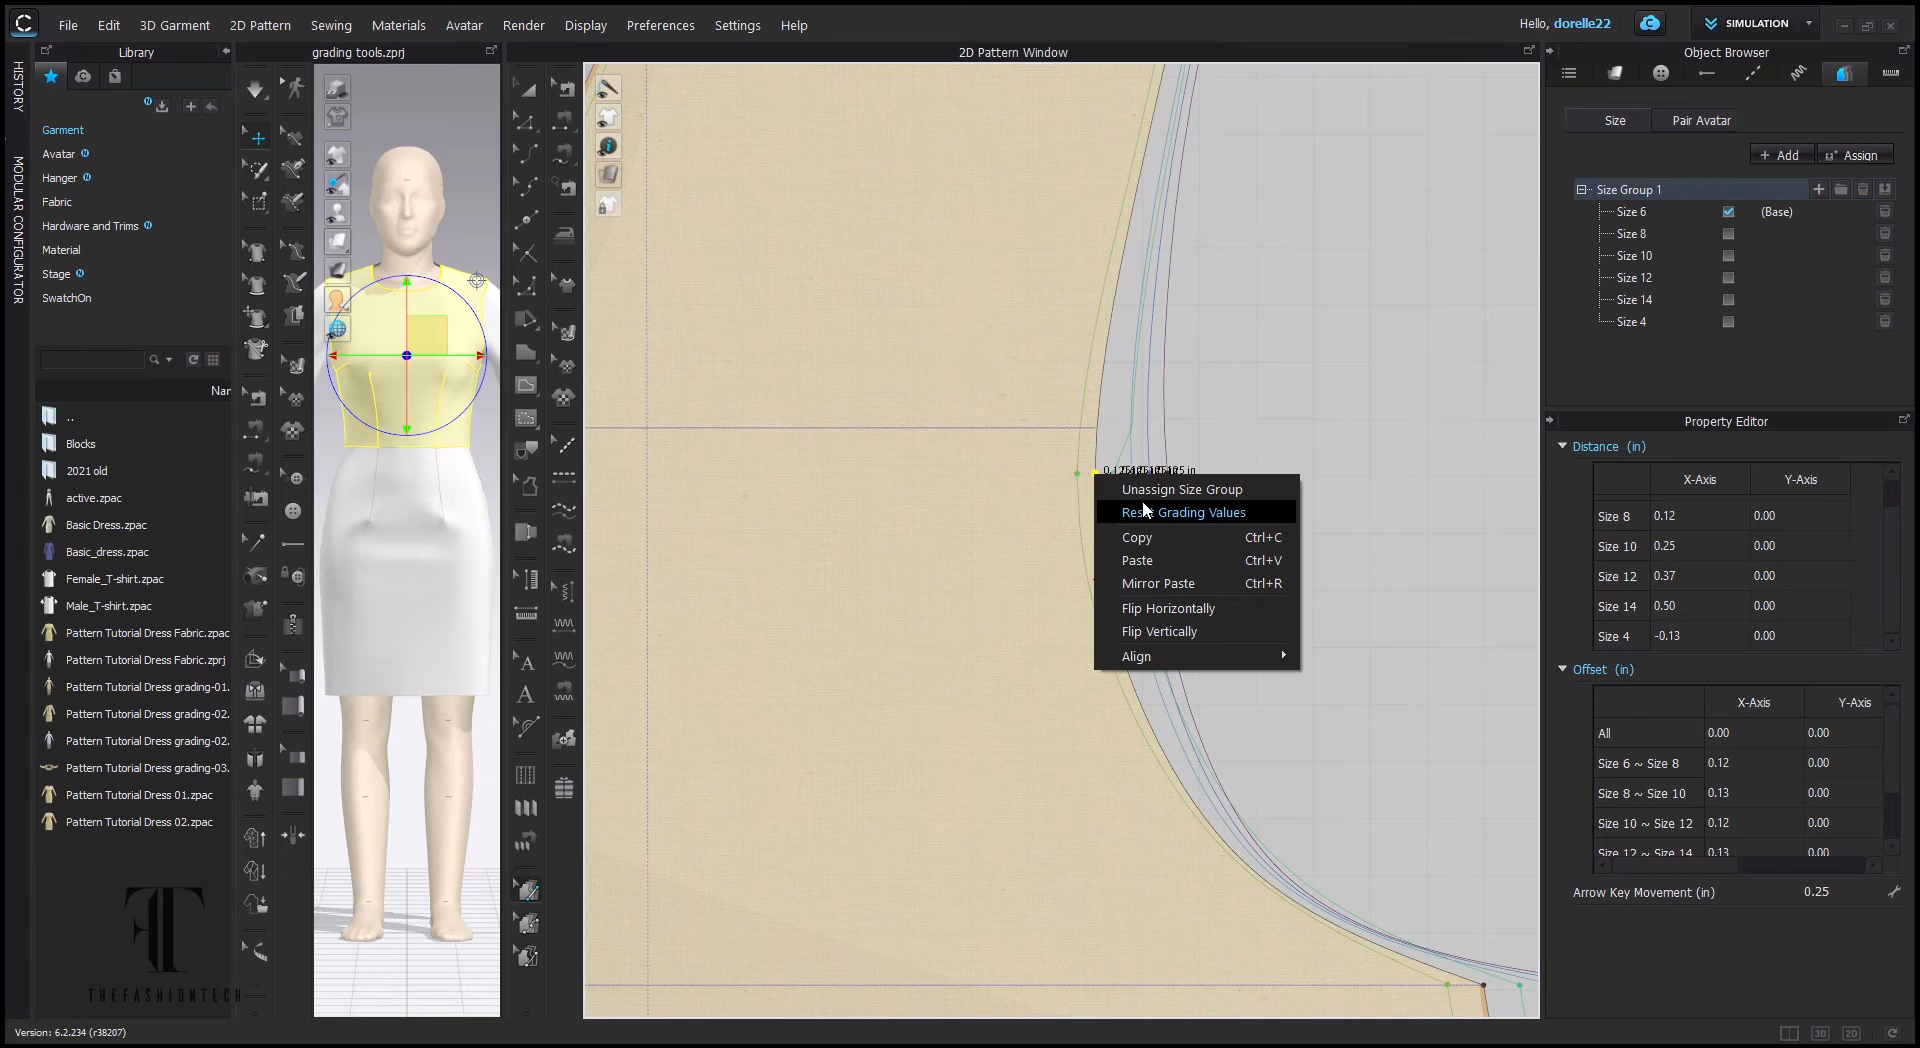 File Edit 3D Garment 2D Pattern Sewing Materials Avatar Render Display Preferences Settings Help
Hello, dorelle22
SIMULATION
Library
grading tools.zprj
2D Pattern Window
Object Browser
HISTORY
MODULAR CONFIGURATOR
Garment
Avatar
Hanger
Fabric
Hardware and Trims
Material
Stage
SwatchOn
Nar
..
Blocks
2021 old
active.zpac
Basic Dress.zpac
Basic_dress.zpac
Female_T-shirt.zpac
Male_T-shirt.zpac
Pattern Tutorial Dress Fabric.zpac
Pattern Tutorial Dress Fabric.zprj
Pattern Tutorial Dress grading-01.
Pattern Tutorial Dress grading-02.
Pattern Tutorial Dress grading-02.
Pattern Tutorial Dress grading-03.
Pattern Tutorial Dress 01.zpac
Pattern Tutorial Dress 02.zpac
THEFASHIONTECH
Unassign Size Group
Reset Grading Values
Copy Ctrl+C
Paste Ctrl+V
Mirror Paste Ctrl+R
Flip Horizontally
Flip Vertically
Align
Size Pair Avatar
+ Add Assign
Size Group 1
Size 6 (Base)
Size 8
Size 10
Size 12
Size 14
Size 4
Property Editor
Distance (in)
X-Axis Y-Axis
Size 8 0.12 0.00
Size 10 0.25 0.00
Size 12 0.37 0.00
Size 14 0.50 0.00
Size 4 -0.13 0.00
Offset (in)
X-Axis Y-Axis
All 0.00 0.00
Size 6 ~ Size 8 0.12 0.00
Size 8 ~ Size 10 0.13 0.00
Size 10 ~ Size 12 0.12 0.00
Size 12 ~ Size 14 0.13 0.00
Arrow Key Movement (in) 0.25
Version: 6.2.234 (r38207)
3D 2D